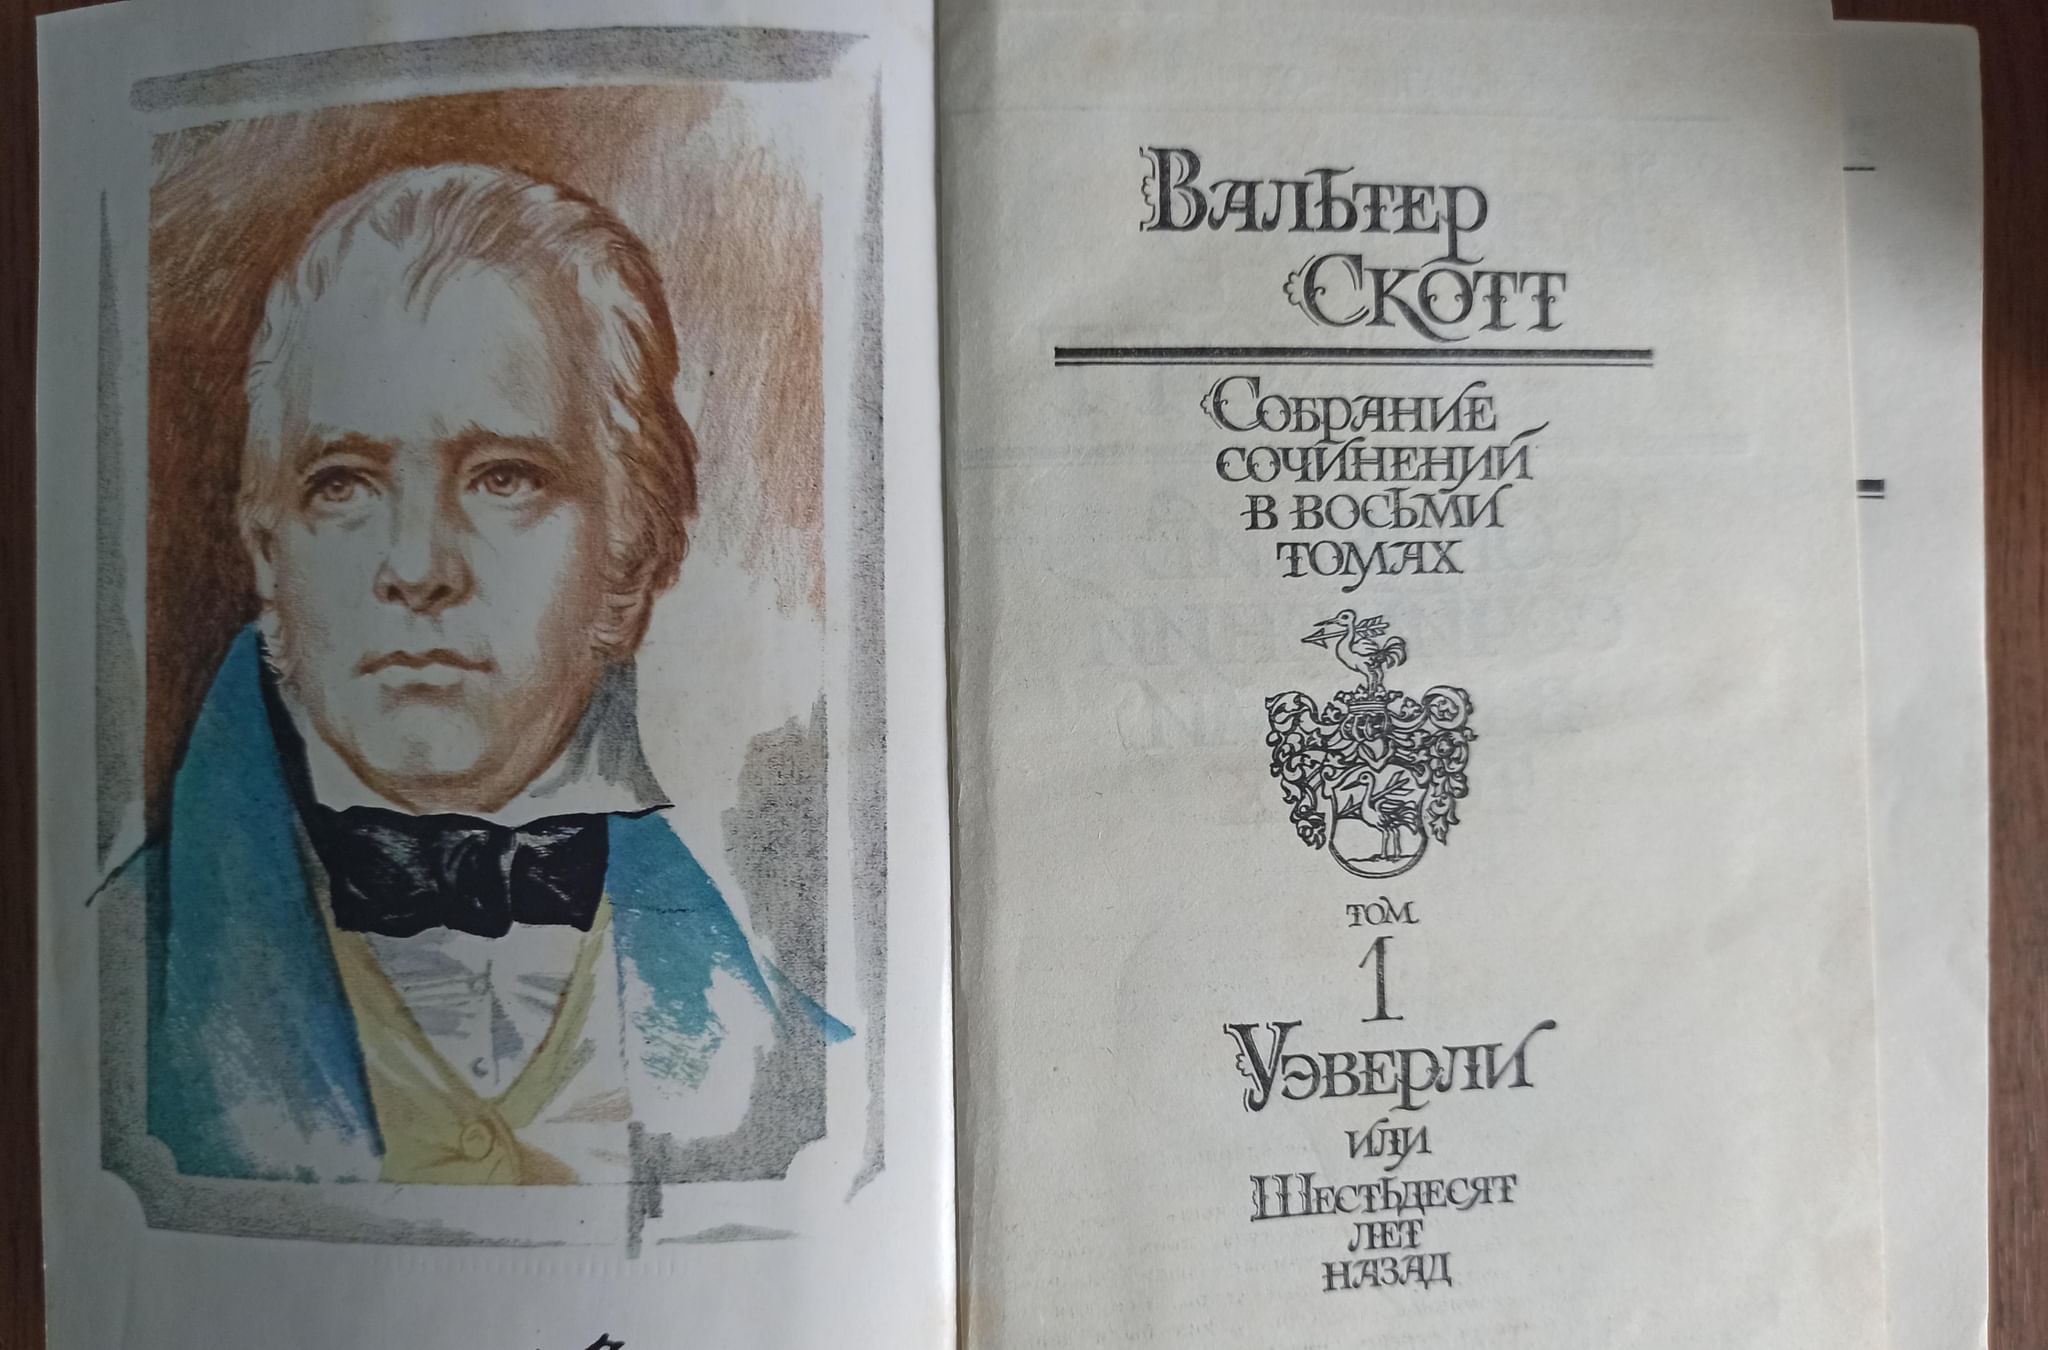 Вальтер
Скотт
Собрание
сочинений
в восьми
томах
том
1
Уэверли
или
Шестьдесят
лет
назад